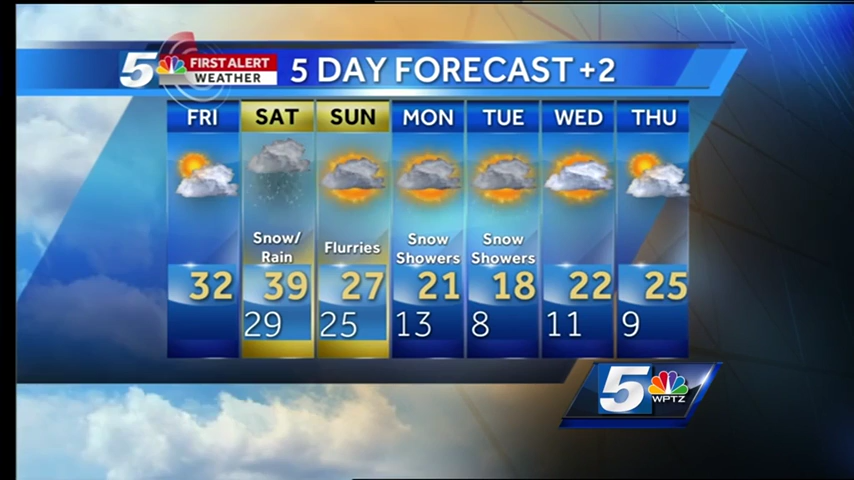 5 FIRST ALERT WEATHER 5 DAY FORECAST +2
FRI SAT SUN MON TUE WED THU
Snow/ Rain Flurries Snow Showers Snow Showers
32 39 27 21 18 22 25
29 25 13 8 11 9
5 WPTZ